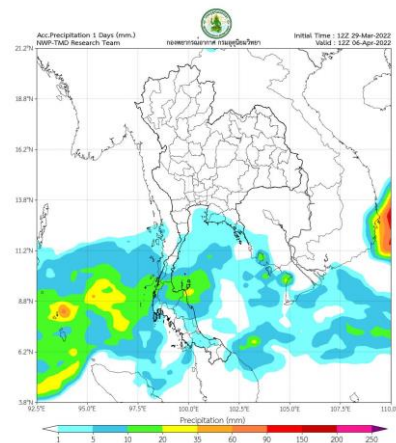 Acc.Precipitation 1 Days (mm.)
NWP-TMD Research Team
กองพยากรณ์อากาศ กรมอุตุนิยมวิทยา
Initial Time : 12Z 29-Mar-2022
Valid : 12Z 06-Apr-2022
21.2°N
18.8°N
16.2°N
13.8°N
11.2°N
8.8°N
6.2°N
3.8°N
92.5°E 95.0°E 97.5°E 100.0°E 102.5°E 105.0°E 107.5°E 110.0°E
Precipitation (mm)
1 5 10 20 35 60 90 150 200 250